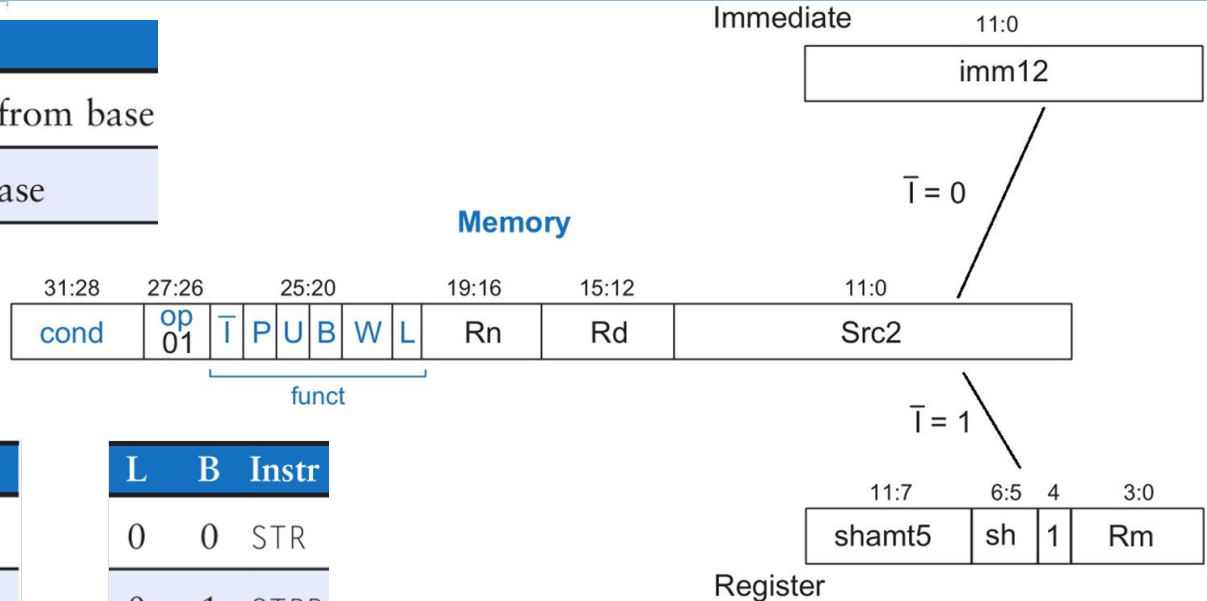 Immediate
11:0
imm12
from base
ase
Ī = 0
Memory
31:28 27:26 25:20 19:16 15:12 11:0
cond op 01 Ī P U B W L Rn Rd Src2
funct
Ī = 1
L B Instr
0 0 STR
11:7 6:5 4 3:0
shamt5 sh 1 Rm
Register